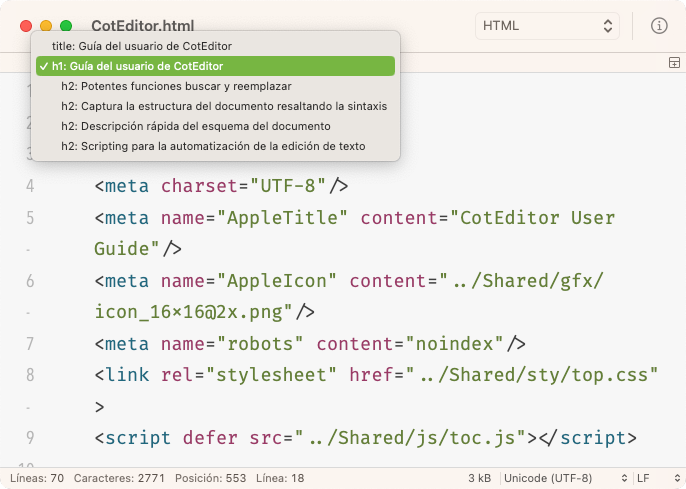 CotEditor.html
HTML
title: Guía del usuario de CotEditor
✓ h1: Guía del usuario de CotEditor
h2: Potentes funciones buscar y reemplazar
h2: Captura la estructura del documento resaltando la sintaxis
h2: Descripción rápida del esquema del documento
h2: Scripting para la automatización de la edición de texto
4 <meta charset="UTF-8"/>
5 <meta name="AppleTitle" content="CotEditor User
- Guide"/>
6 <meta name="AppleIcon" content="../Shared/gfx/
- icon_16x16@2x.png"/>
7 <meta name="robots" content="noindex"/>
8 <link rel="stylesheet" href="../Shared/sty/top.css"
- >
9 <script defer src="../Shared/js/toc.js"></script>
Líneas: 70 Caracteres: 2771 Posición: 553 Línea: 18 3 kB Unicode (UTF-8) LF